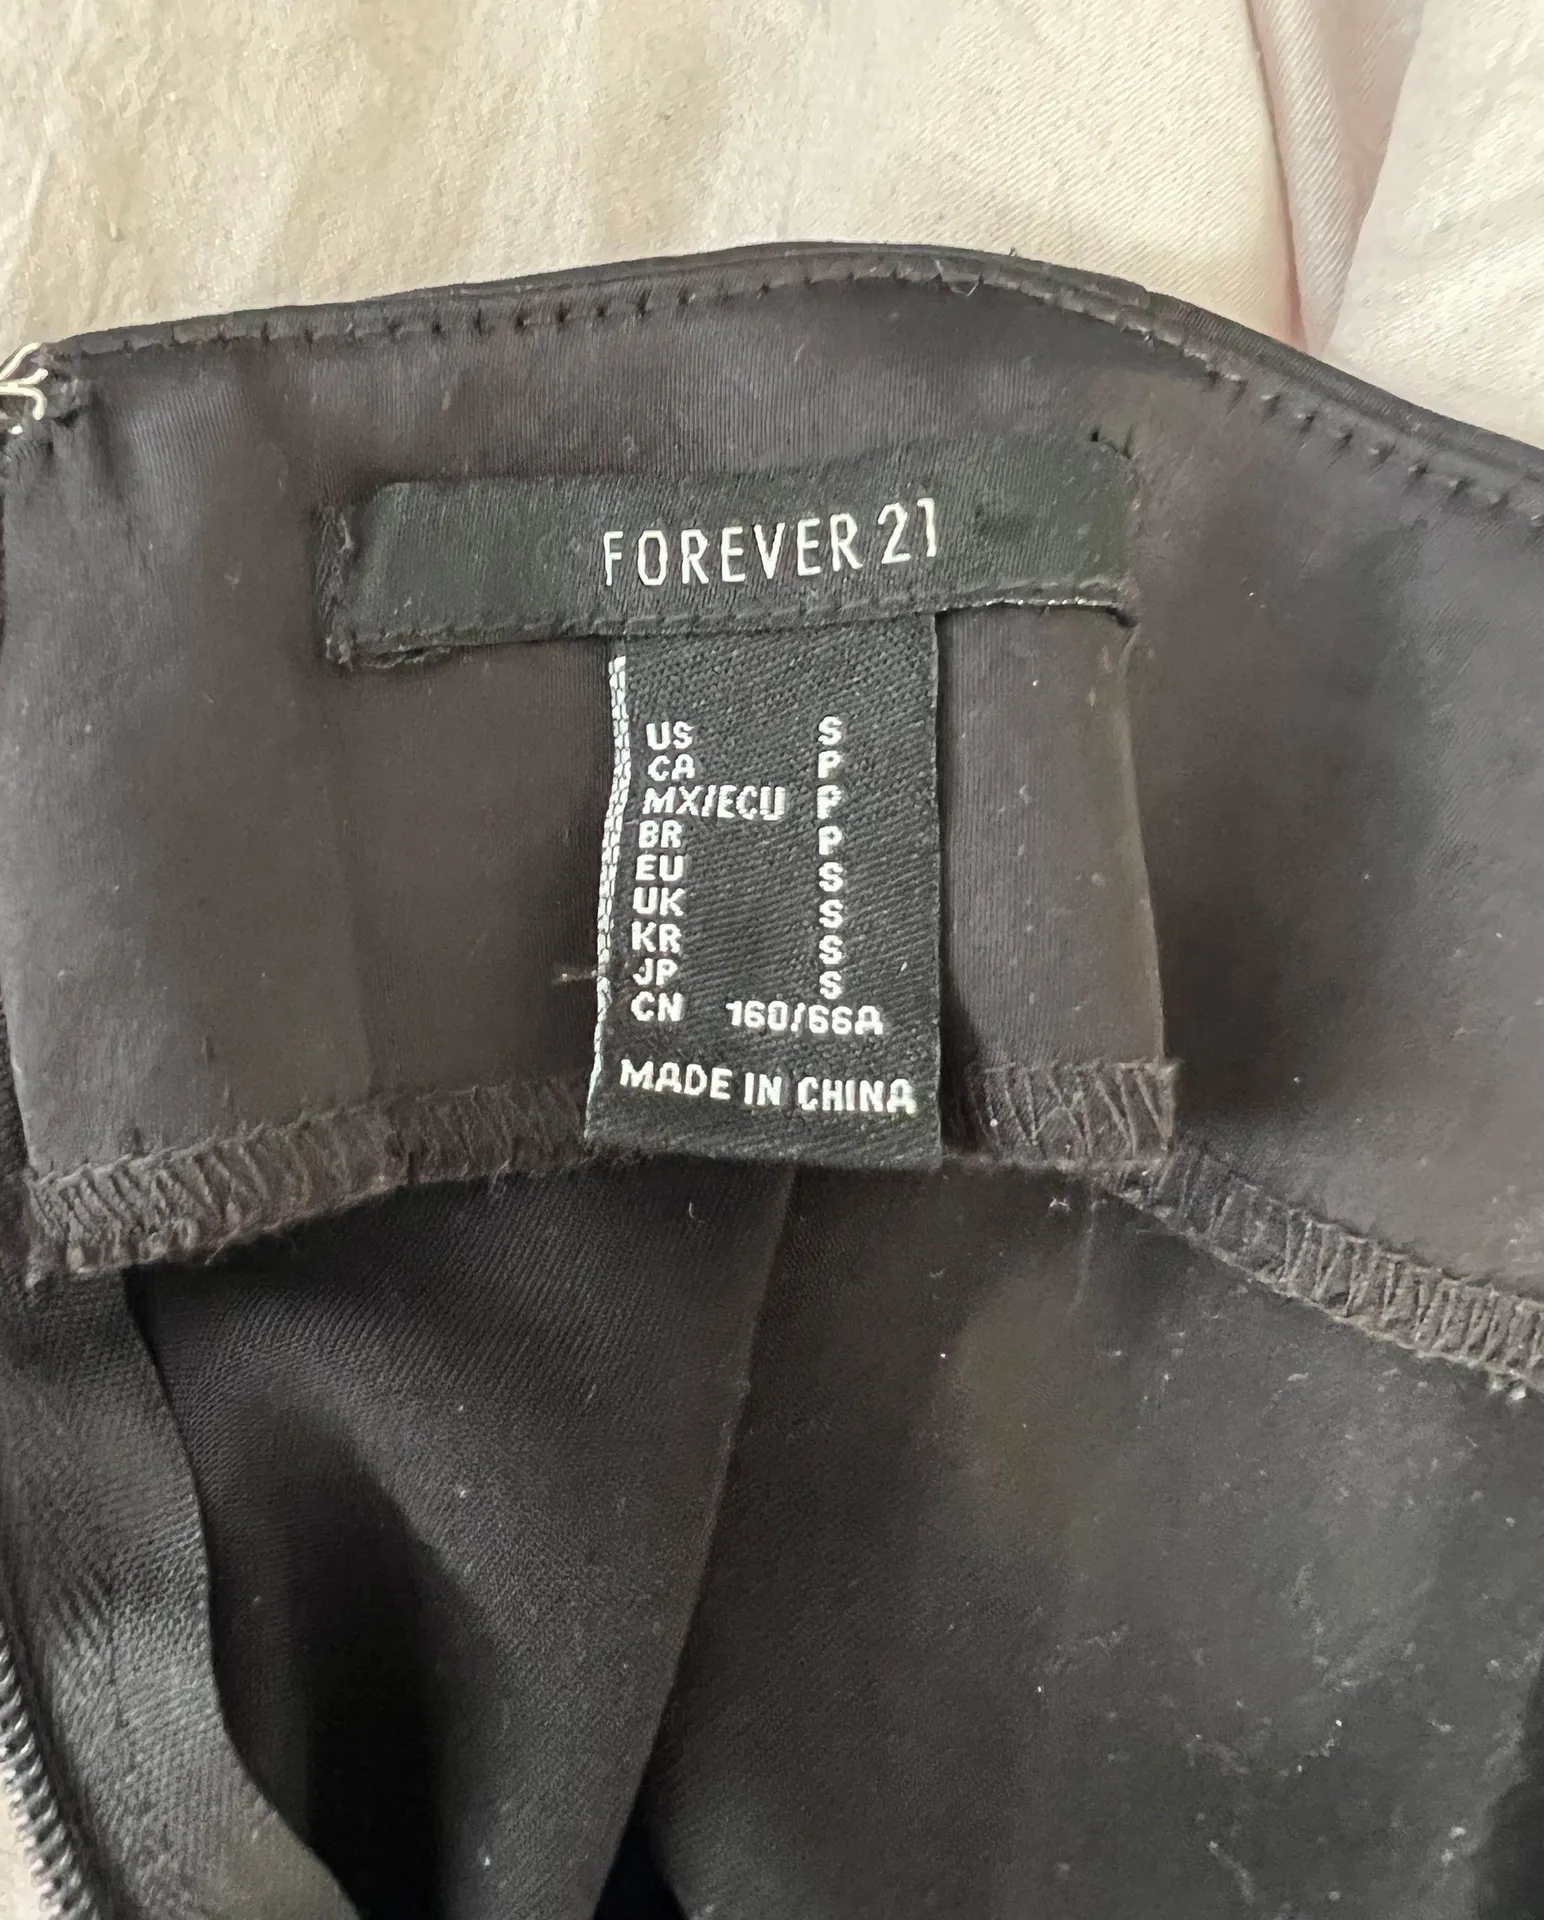 FOREVER 21
US S
CA P
MX/ECU P
BR P
EU S
UK S
KR S
JP S
CN 160/66A
MADE IN CHINA